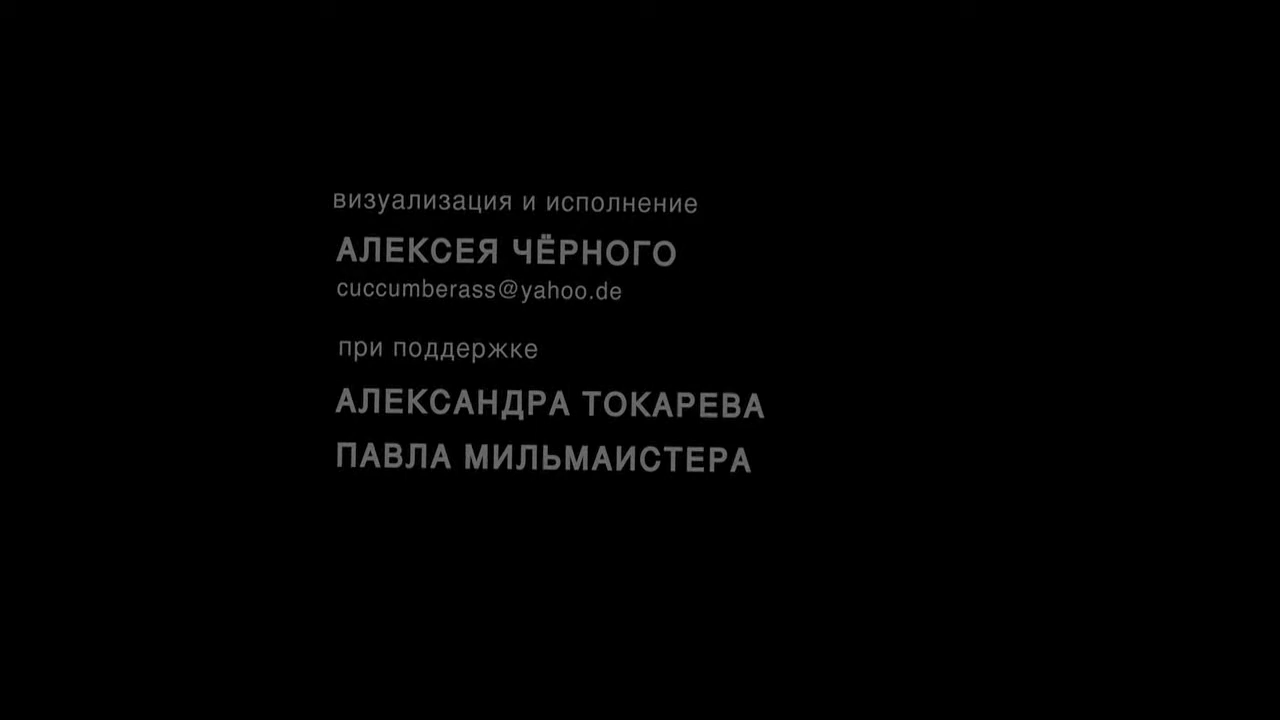 визуализация и исполнение
АЛЕКСЕЯ ЧЁРНОГО
cuccumberass@yahoo.de
при поддержке
АЛЕКСАНДРА ТОКАРЕВА
ПАВЛА МИЛЬМАИСТЕРА